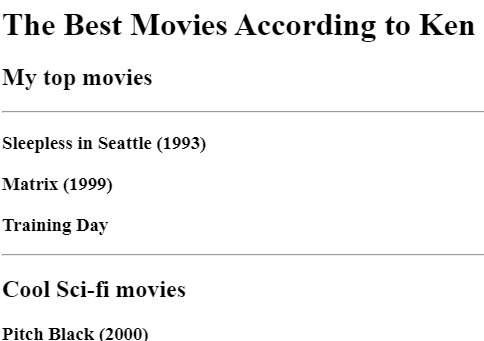 The Best Movies According to Ken
My top movies
Sleepless in Seattle (1993)
Matrix (1999)
Training Day
Cool Sci-fi movies
Pitch Black (2000)